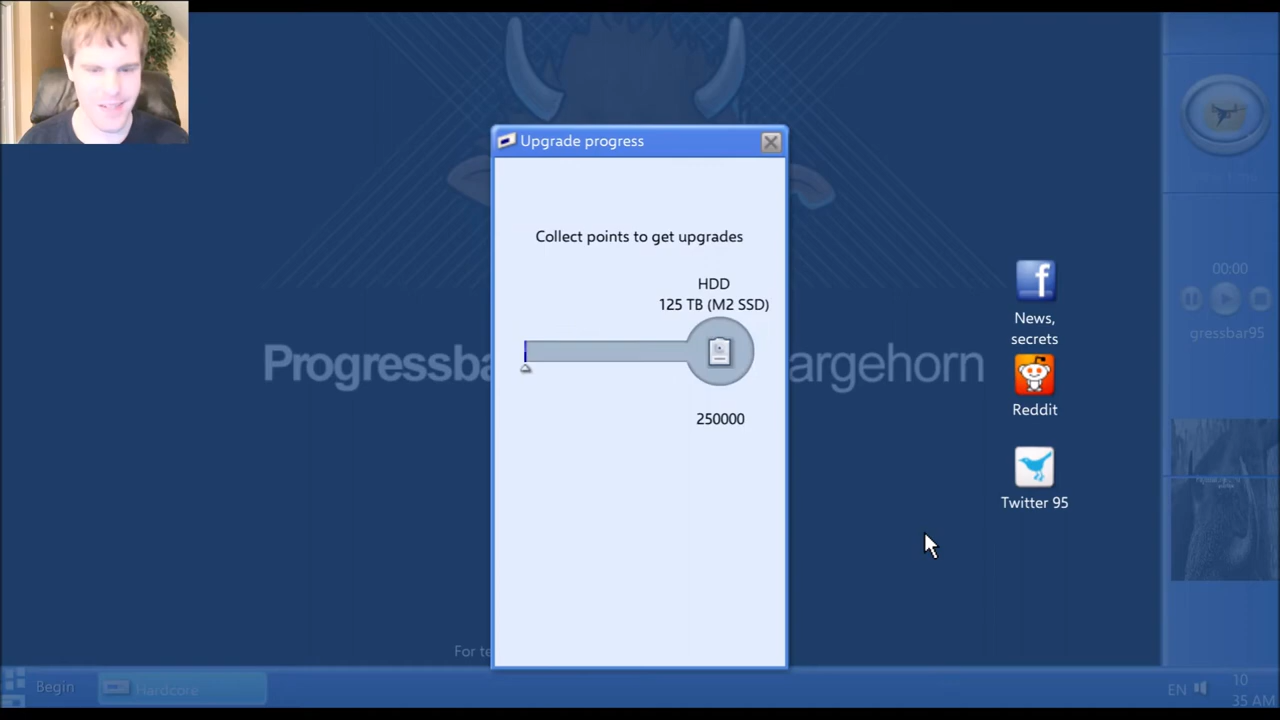 Upgrade progress
Collect points to get upgrades
HDD
125 TB (M2 SSD)
250000
Progressba
argehorn
News,
secrets
Reddit
Twitter 95
00:00
gressbar95
For te
Begin
Hardcore
EN
10
35 AM